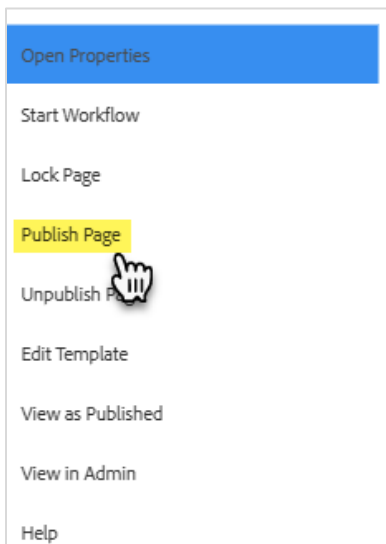 Open Properties
Start Workflow
Lock Page
Publish Page
Unpublish
Edit Template
View as Published
View in Admin
Help